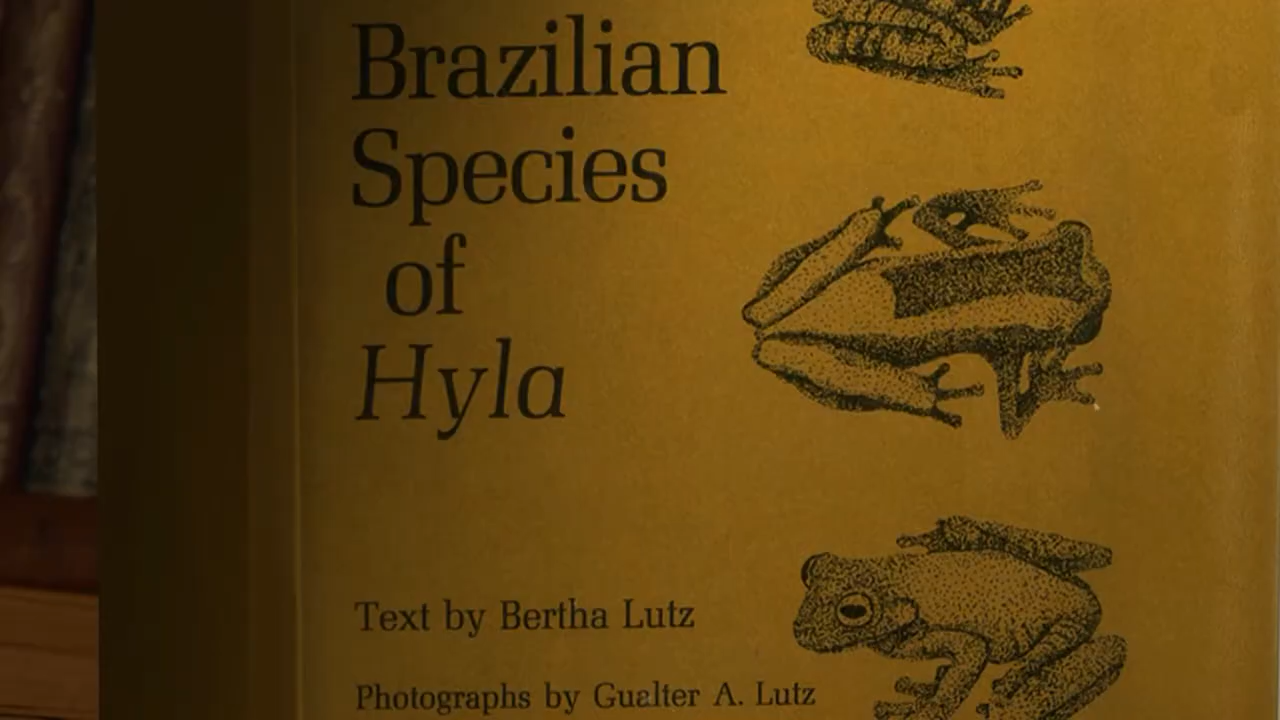 Brazilian
Species
of
Hyla
Text by Bertha Lutz
Photographs by Gualter A. Lutz